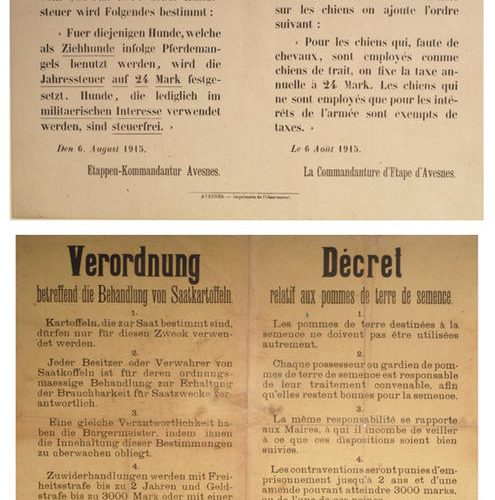 steuer wird Folgendes bestimmt :
« Fuer diejenigen Hunde, welche
als Ziehhunde infolge Pferdeman-
gels benutzt werden, wird die
Jahressteuer auf 24 Mark festge-
setzt. Hunde, die lediglich im
militaerischen Interesse verwendet
werden, sind steuerfrei. »
Den 6. August 1915.
Etappen-Kommandantur Avesnes.
sur les chiens on ajoute l'ordre
suivant :
« Pour les chiens qui, faute de
chevaux, sont employés comme
chiens de trait, on fixe la taxe an-
nuelle à 24 Mark. Les chiens qui
ne sont employés que pour les inté-
rêts de l'armée sont exempts de
taxes. »
Le 6 Août 1915.
La Commandanture d'Etape d'Avesnes.
AVESNES. — Imprimerie de l'Observateur.
Verordnung
betreffend die Behandlung von Saatkartoffeln.
1.
Kartoffeln, die zur Saat bestimmt sind,
dürfen nur für diesen Zweck verwen-
det werden.
2.
Jeder Besitzer oder Verwahrer von
Saatkoffeln ist für deren ordnungs-
maessige Behandlung zur Erhaltung
der Brauchbarkeit für Saatzwecke ver-
antwortlich.
3.
Eine gleiche Verantwortlichkeit ha-
ben die Bürgermeister, indem ihnen
die Innehaltung dieser Bestimmungen
zu ueberwachen obliegt.
4.
Zuwiderhandlungen werden mit Frei-
heitsstrafe bis zu 2 Jahren und Geld-
strafe bis zu 3000 Mark oder mit einer
Décret
relatif aux pommes de terre de semence.
1.
Les pommes de terre destinées à la
semence ne doivent pas être utilisées
autrement.
2.
Chaque possesseur ou gardien de pom-
mes de terre de semence est responsable
de leur traitement convenable, afin
qu'elles restent bonnes pour la semence.
3.
La même responsabilité se rapporte
aux Maires, à qui il incombe de veiller
à ce que ces dispositions soient bien
suivies.
4.
Les contraventions seront punies d'em-
prisonnement jusqu'à 2 ans et d'une
amende pouvant atteindre 3000 marks,
ou de l'une de ces peines